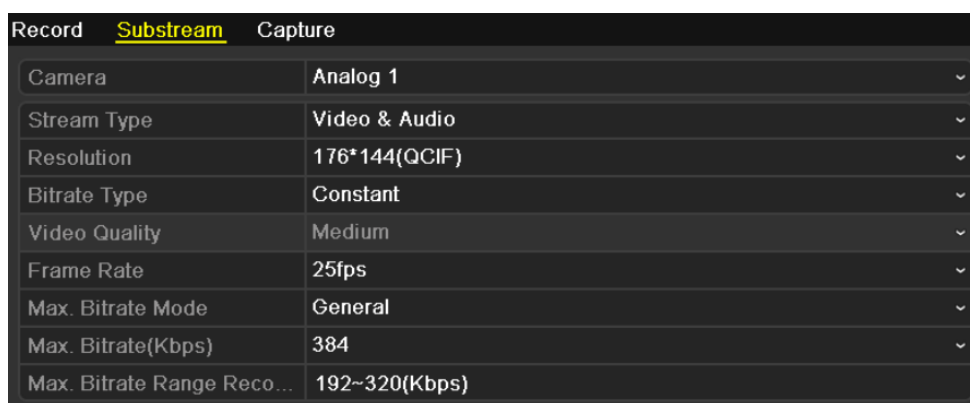 Record Substream Capture
Camera Analog 1
Stream Type Video & Audio
Resolution 176*144(QCIF)
Bitrate Type Constant
Video Quality Medium
Frame Rate 25fps
Max. Bitrate Mode General
Max. Bitrate(Kbps) 384
Max. Bitrate Range Reco... 192~320(Kbps)